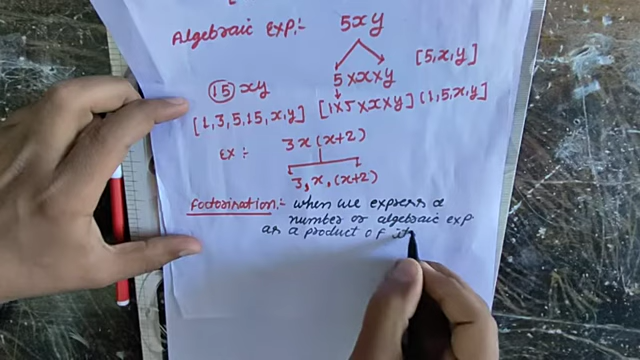 Algebraic Exp:- 5xy
[5,x,y]
5×x×y
15 xy
[1,3,5,15,x,y] [1×5×x×y] [1,5,x,y]
Ex :- 3x(x+2)
3, x, (x+2)
Factorisation:- when we express a
number or algebraic exp.
as a product of it